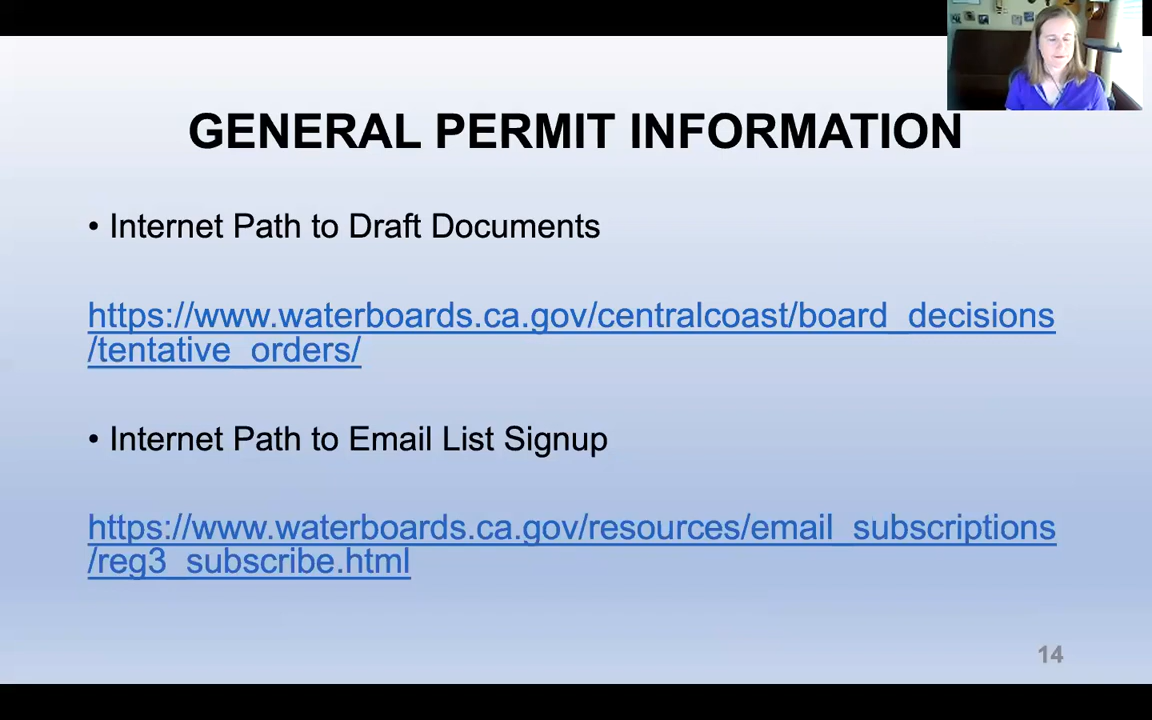 GENERAL PERMIT INFORMATION
• Internet Path to Draft Documents
https://www.waterboards.ca.gov/centralcoast/board_decisions
/tentative_orders/
• Internet Path to Email List Signup
https://www.waterboards.ca.gov/resources/email_subscriptions
/reg3_subscribe.html
14